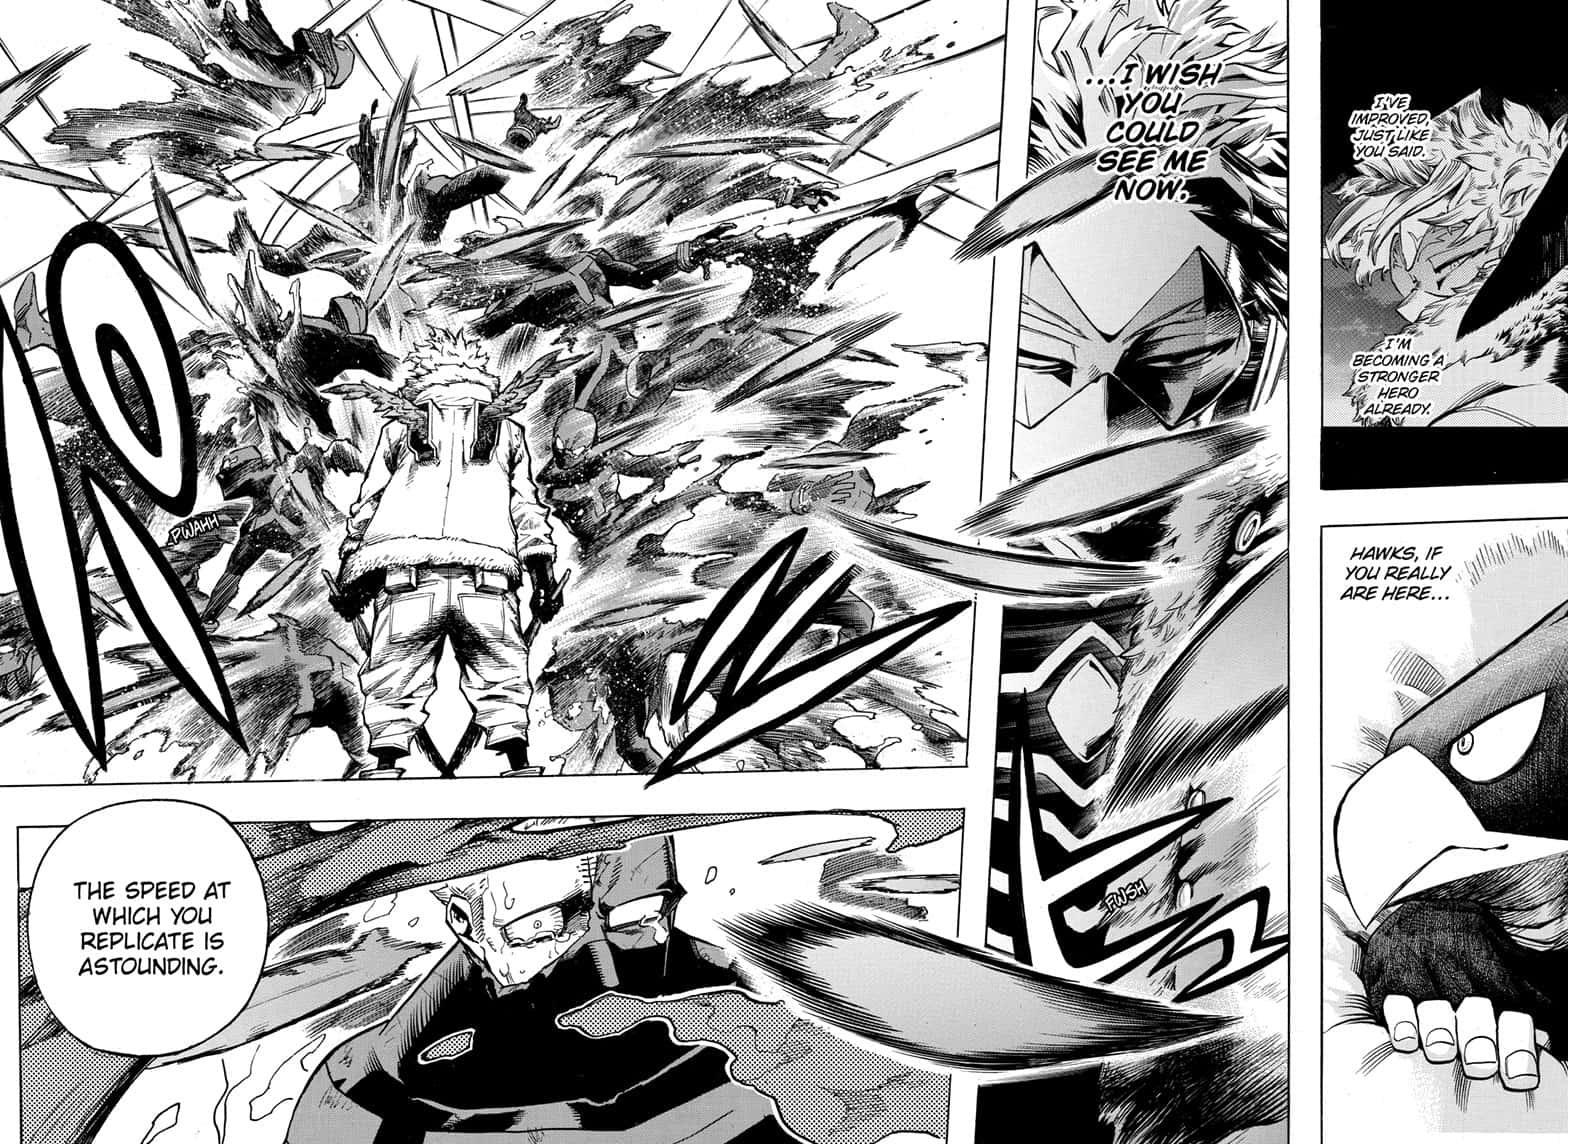 I'VE
IMPROVED,
JUST LIKE
YOU SAID.
I'M
BECOMING A
STRONGER
HERO
ALREADY.
HAWKS, IF
YOU REALLY
ARE HERE...
...I WISH
YOU
COULD
SEE ME
NOW.
FWSH
PWAHH
THE SPEED AT
WHICH YOU
REPLICATE IS
ASTOUNDING.